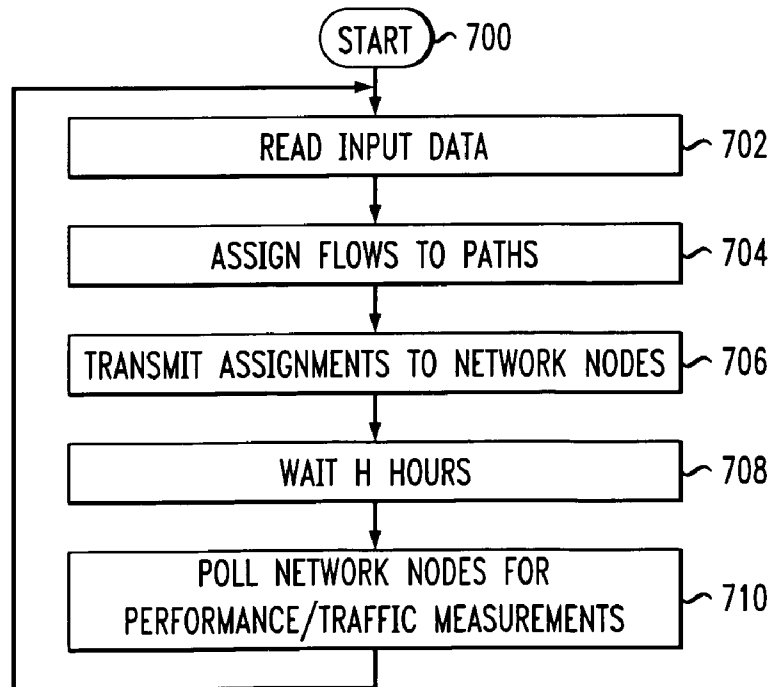 START 700
READ INPUT DATA 702
ASSIGN FLOWS TO PATHS 704
TRANSMIT ASSIGNMENTS TO NETWORK NODES 706
WAIT H HOURS 708
POLL NETWORK NODES FOR
PERFORMANCE/TRAFFIC MEASUREMENTS 710